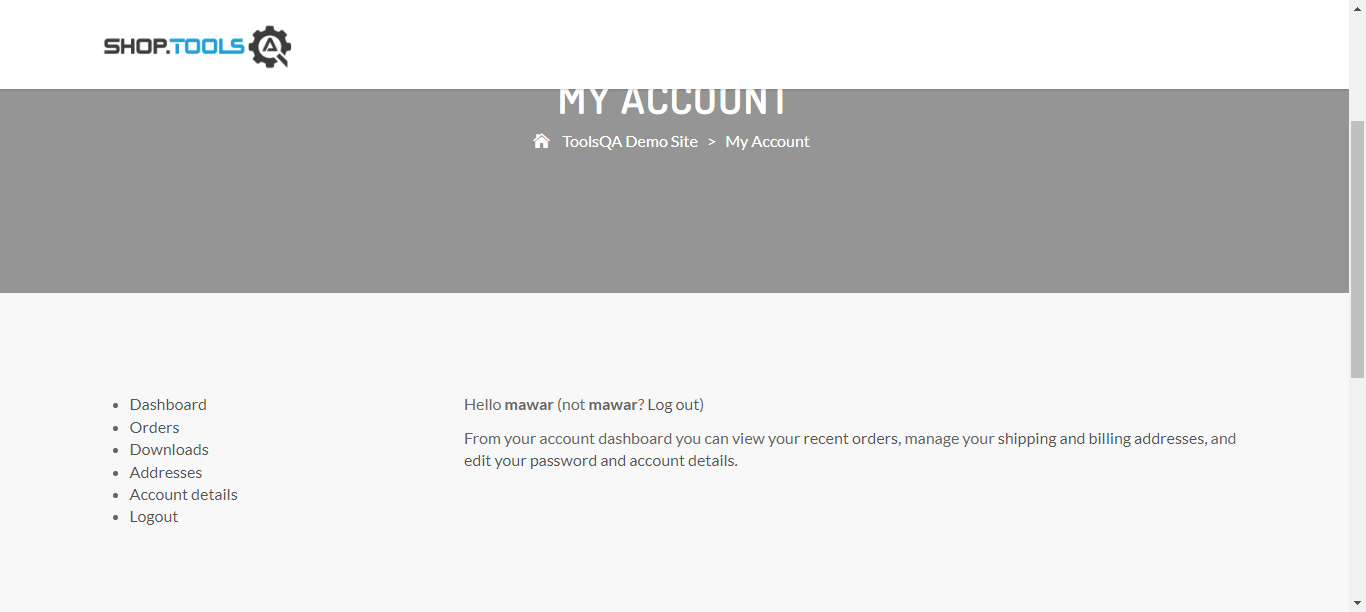 SHOP.TOOLS
MY ACCOUNT
ToolsQA Demo Site > My Account
Dashboard
Orders
Downloads
Addresses
Account details
Logout
Hello mawar (not mawar? Log out)
From your account dashboard you can view your recent orders, manage your shipping and billing addresses, and
edit your password and account details.